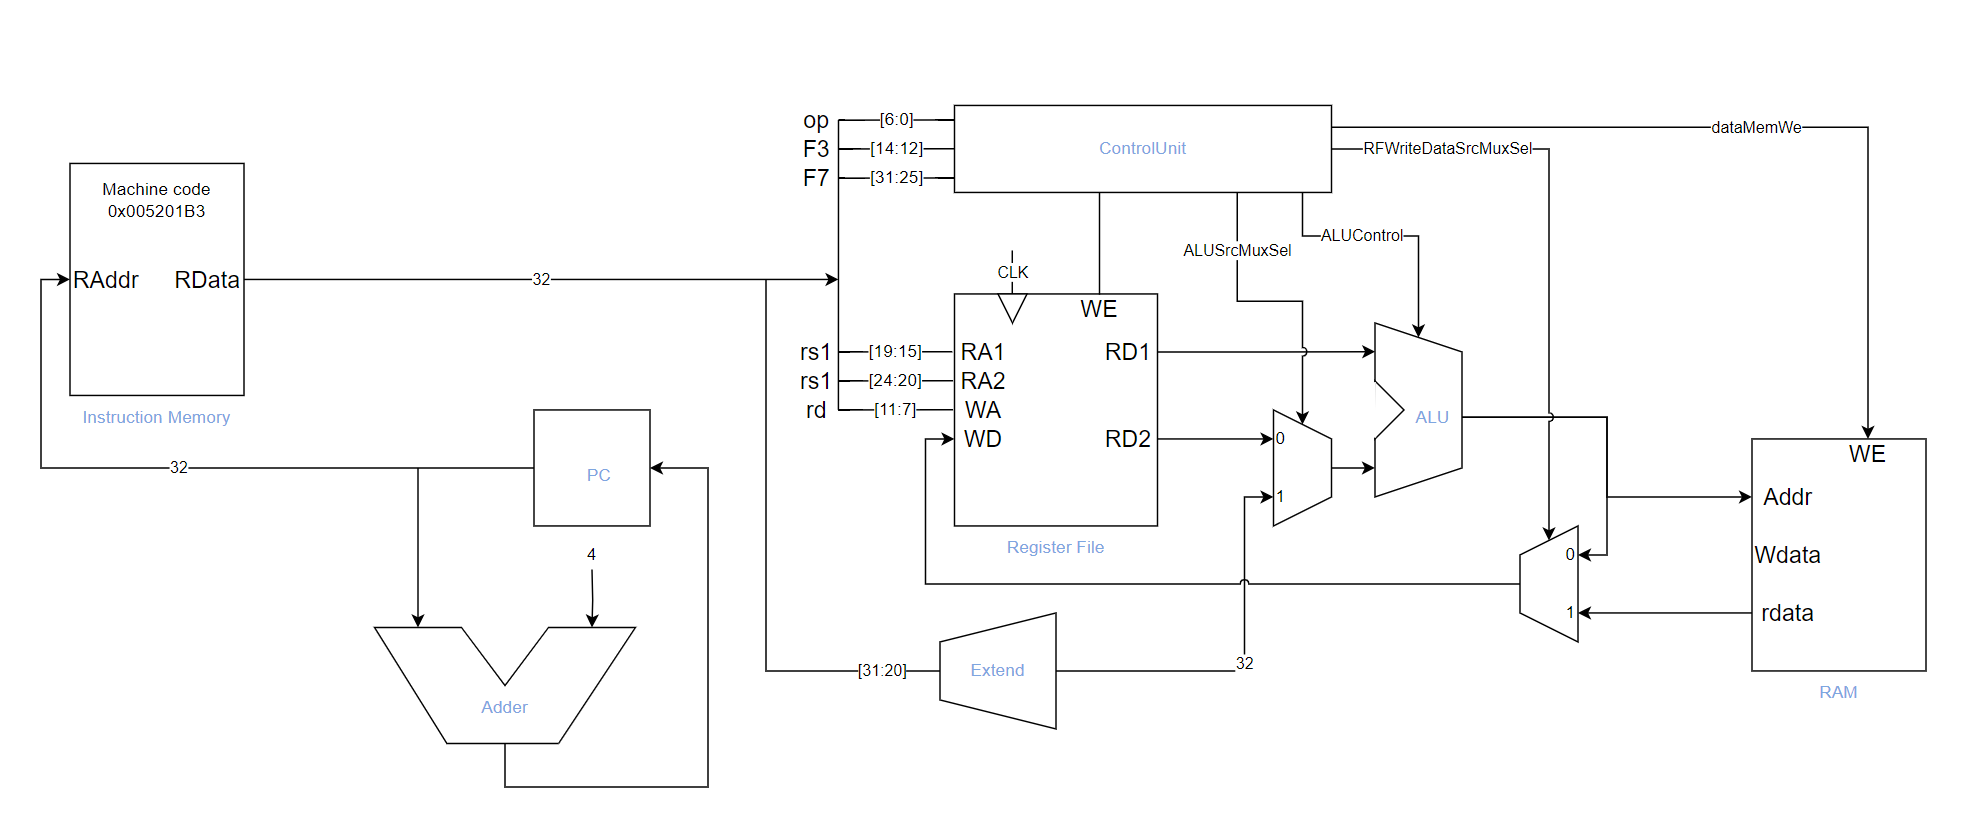 Machine code
0x005201B3
RAddr
RData
Instruction Memory
32
32
PC
4
Adder
op
[6:0]
F3
[14:12]
F7
[31:25]
ControlUnit
dataMemWe
RFWriteDataSrcMuxSel
ALUControl
ALUSrcMuxSel
CLK
WE
rs1
[19:15]
RA1
RD1
rs1
[24:20]
RA2
rd
[11:7]
WA
WD
RD2
Register File
0
1
ALU
[31:20]
Extend
32
0
1
WE
Addr
Wdata
rdata
RAM